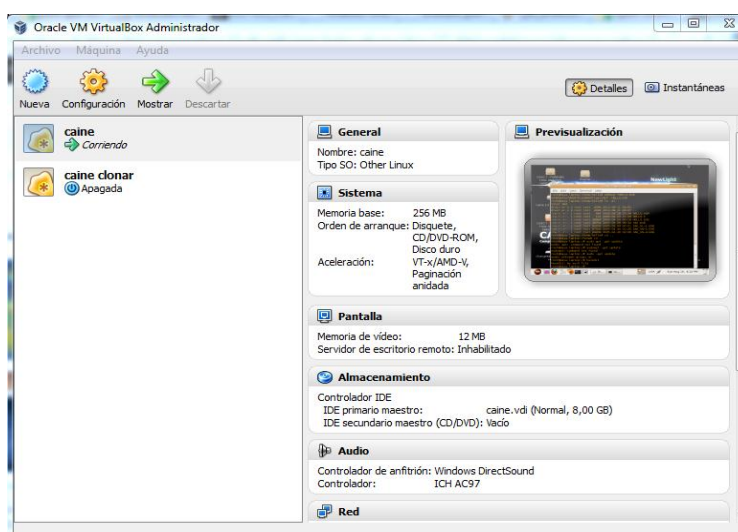 Oracle VM VirtualBox Administrador
Archivo Máquina Ayuda
Nueva Configuración Mostrar Descartar
Detalles Instantáneas
caine
Corriendo
caine clonar
Apagada
General
Nombre: caine
Tipo SO: Other Linux
Previsualización
Sistema
Memoria base: 256 MB
Orden de arranque: Disquete,
CD/DVD-ROM,
Disco duro
Aceleración: VT-x/AMD-V,
Paginación
anidada
Pantalla
Memoria de vídeo: 12 MB
Servidor de escritorio remoto: Inhabilitado
Almacenamiento
Controlador IDE
IDE primario maestro: caine.vdi (Normal, 8,00 GB)
IDE secundario maestro (CD/DVD): Vacío
Audio
Controlador de anfitrión: Windows DirectSound
Controlador: ICH AC97
Red